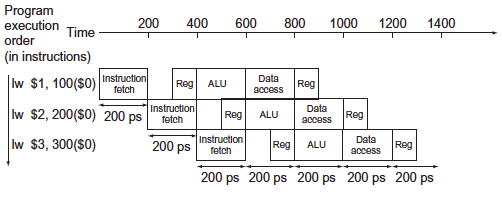 Program
execution
order
(in instructions)
Time
200 400 600 800 1000 1200 1400
lw $1, 100($0) Instruction fetch Reg ALU Data access Reg
lw $2, 200($0) 200 ps Instruction fetch Reg ALU Data access Reg
lw $3, 300($0) 200 ps Instruction fetch Reg ALU Data access Reg
200 ps 200 ps 200 ps 200 ps 200 ps